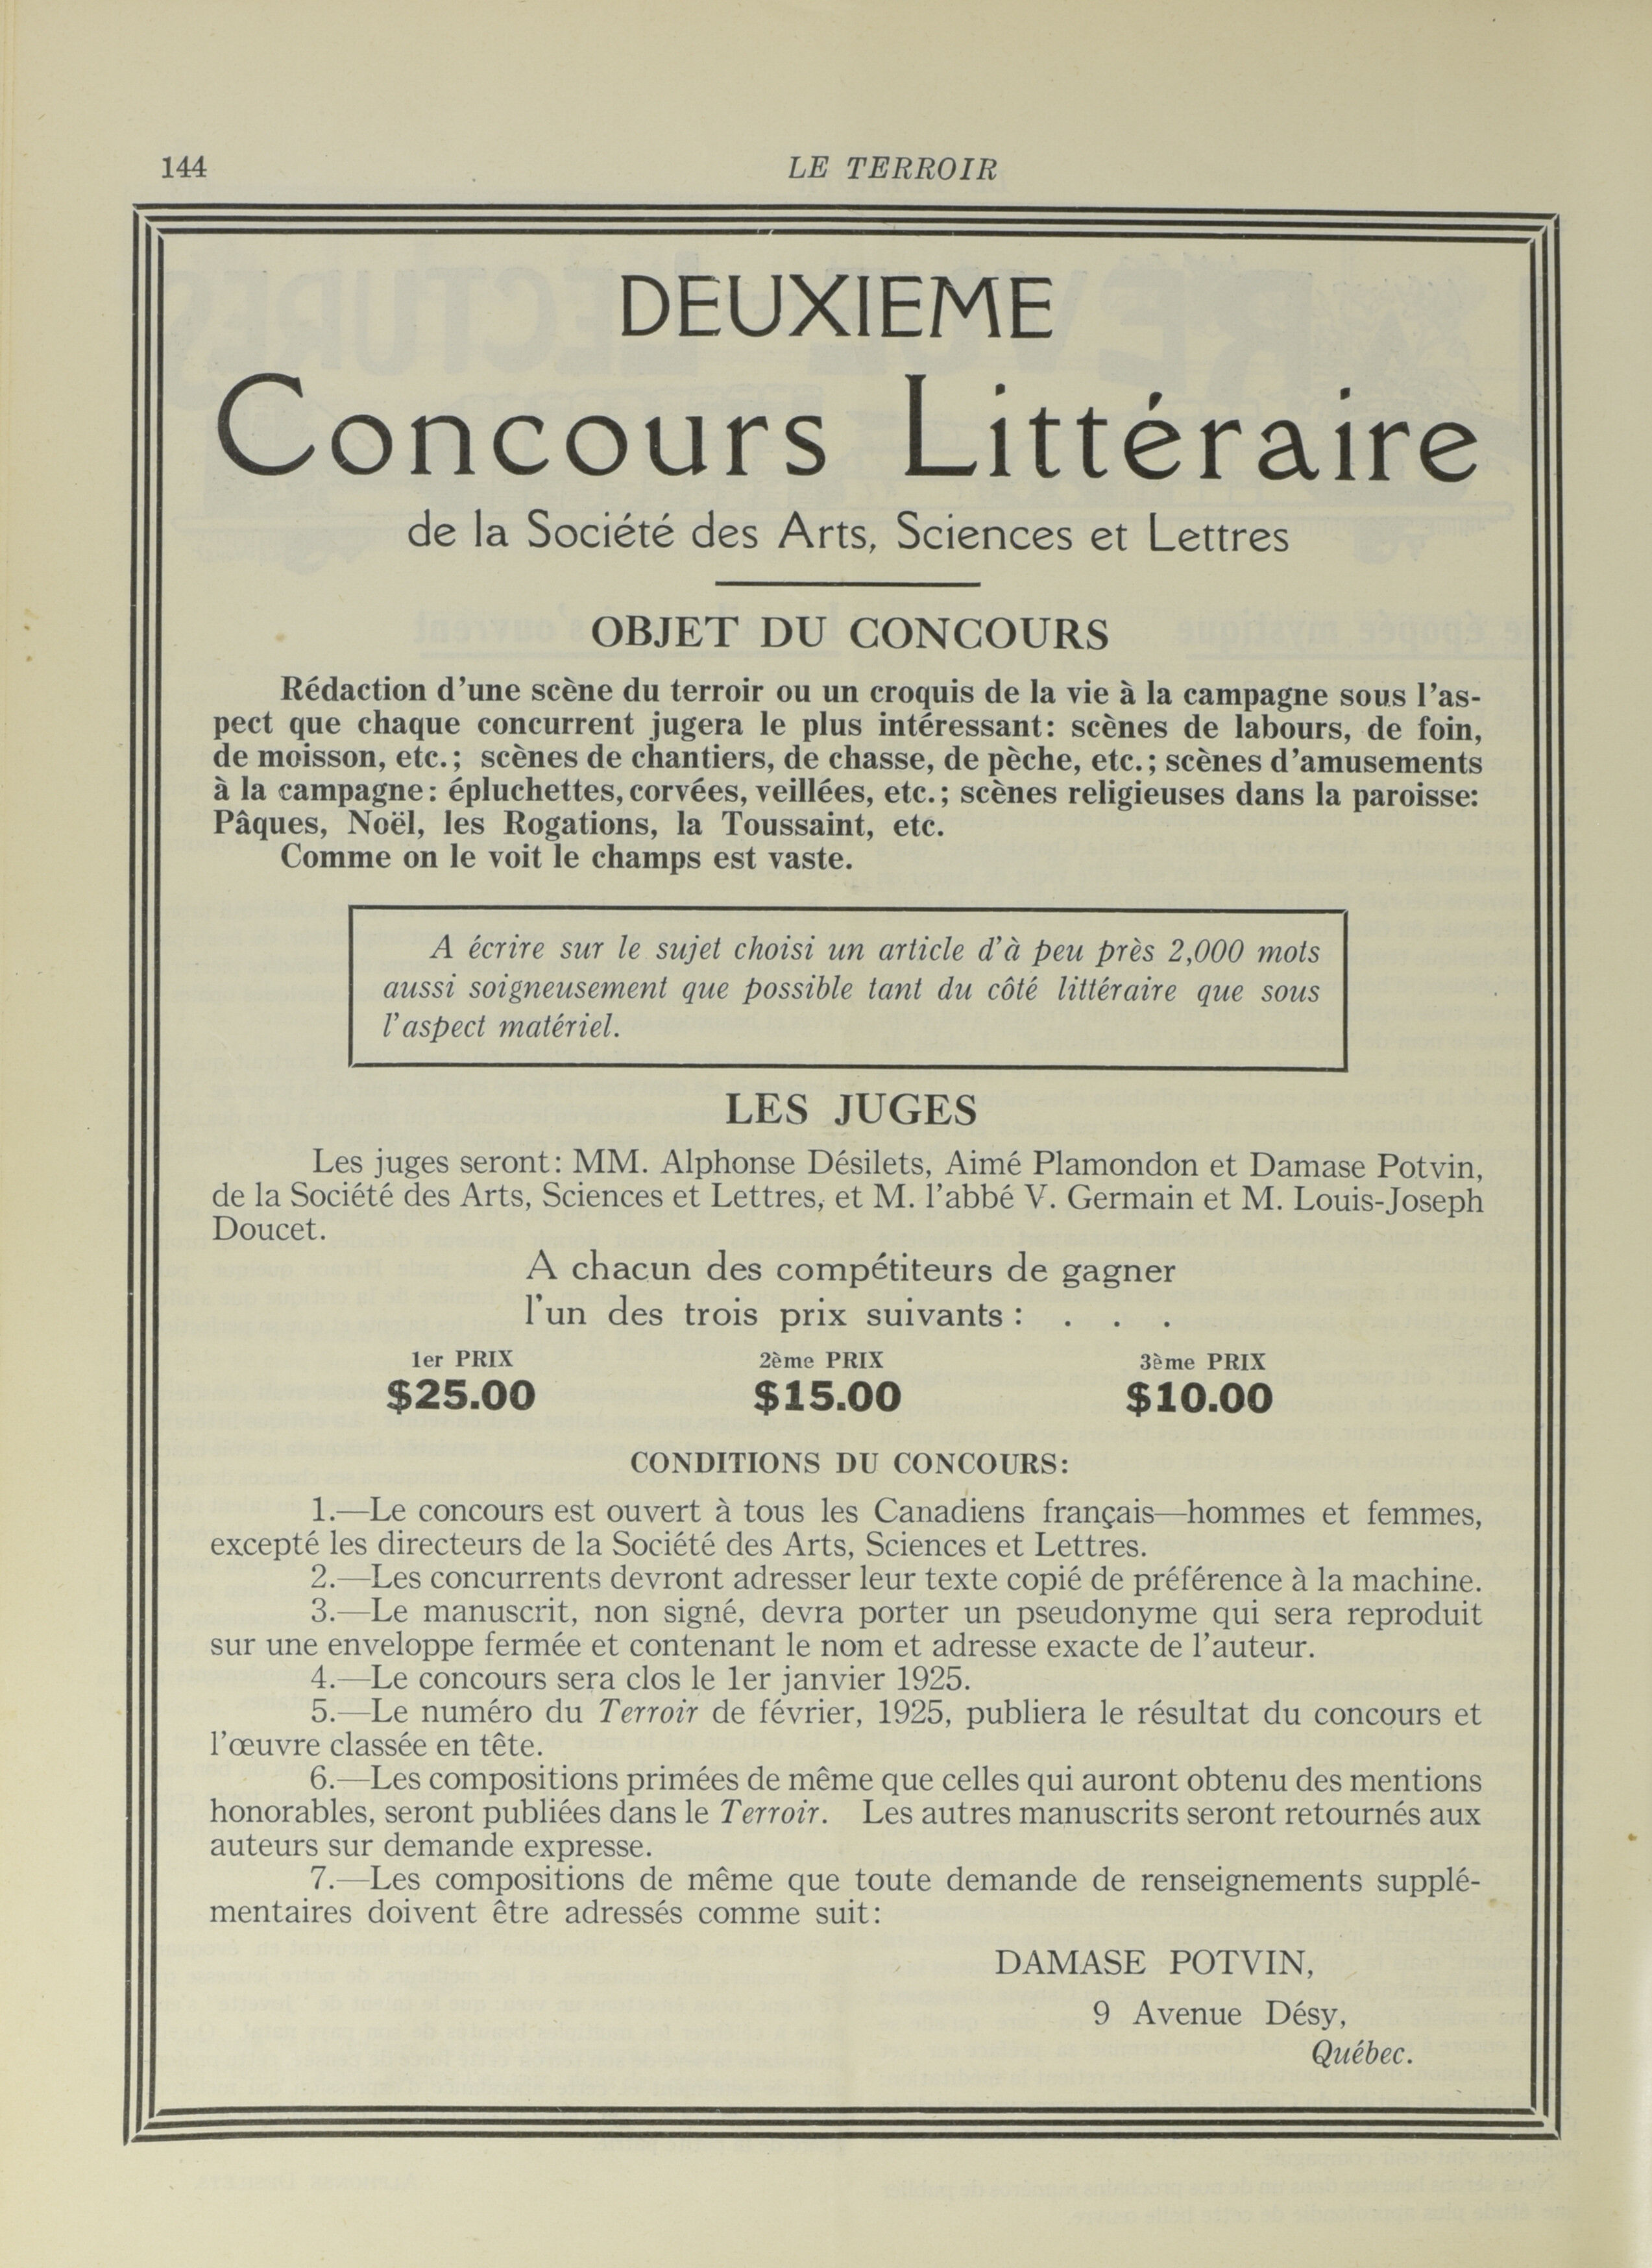 144
LE TERROIR
DEUXIEME
Concours Littéraire
de la Société des Arts, Sciences et Lettres
OBJET DU CONCOURS
Rédaction d'une scène du terroir ou un croquis de la vie à la campagne sous l'as-
pect que chaque concurrent jugera le plus intéressant: scènes de labours, de foin,
de moisson, etc.; scènes de chantiers, de chasse, de pèche, etc.; scènes d'amusements
à la campagne: épluchettes, corvées, veillées, etc.; scènes religieuses dans la paroisse:
Pâques, Noël, les Rogations, la Toussaint, etc.
Comme on le voit le champs est vaste.
A écrire sur le sujet choisi un article d'à peu près 2,000 mots
aussi soigneusement que possible tant du côté littéraire que sous
l'aspect matériel.
LES JUGES
Les juges seront: MM. Alphonse Désilets, Aimé Plamondon et Damase Potvin,
de la Société des Arts, Sciences et Lettres, et M. l'abbé V. Germain et M. Louis-Joseph
Doucet.
A chacun des compétiteurs de gagner
l'un des trois prix suivants: . . .
1er PRIX 2ème PRIX 3ème PRIX
$25.00 $15.00 $10.00
CONDITIONS DU CONCOURS:
1.—Le concours est ouvert à tous les Canadiens français—hommes et femmes,
excepté les directeurs de la Société des Arts, Sciences et Lettres.
2.—Les concurrents devront adresser leur texte copié de préférence à la machine.
3.—Le manuscrit, non signé, devra porter un pseudonyme qui sera reproduit
sur une enveloppe fermée et contenant le nom et adresse exacte de l'auteur.
4.—Le concours sera clos le 1er janvier 1925.
5.—Le numéro du Terroir de février, 1925, publiera le résultat du concours et
l'œuvre classée en tête.
6.—Les compositions primées de même que celles qui auront obtenu des mentions
honorables, seront publiées dans le Terroir. Les autres manuscrits seront retournés aux
auteurs sur demande expresse.
7.—Les compositions de même que toute demande de renseignements supplé-
mentaires doivent être adressés comme suit:
DAMASE POTVIN,
9 Avenue Désy,
Québec.